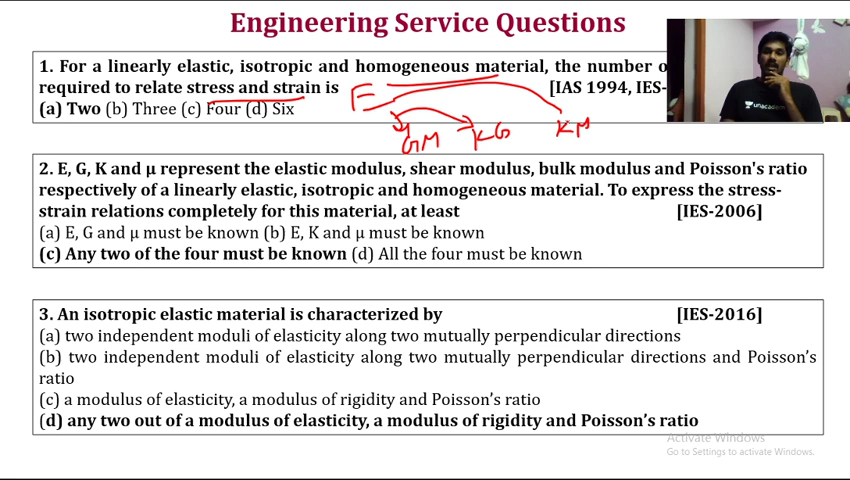 Engineering Service Questions
1. For a linearly elastic, isotropic and homogeneous material, the number o
required to relate stress and strain is [IAS 1994, IES-
(a) Two (b) Three (c) Four (d) Six
E
GM KG KM
unacademy
2. E, G, K and μ represent the elastic modulus, shear modulus, bulk modulus and Poisson's ratio
respectively of a linearly elastic, isotropic and homogeneous material. To express the stress-
strain relations completely for this material, at least [IES-2006]
(a) E, G and μ must be known (b) E, K and μ must be known
(c) Any two of the four must be known (d) All the four must be known
3. An isotropic elastic material is characterized by [IES-2016]
(a) two independent moduli of elasticity along two mutually perpendicular directions
(b) two independent moduli of elasticity along two mutually perpendicular directions and Poisson's
ratio
(c) a modulus of elasticity, a modulus of rigidity and Poisson's ratio
(d) any two out of a modulus of elasticity, a modulus of rigidity and Poisson's ratio
Activate Windows
Go to Settings to activate Windows.